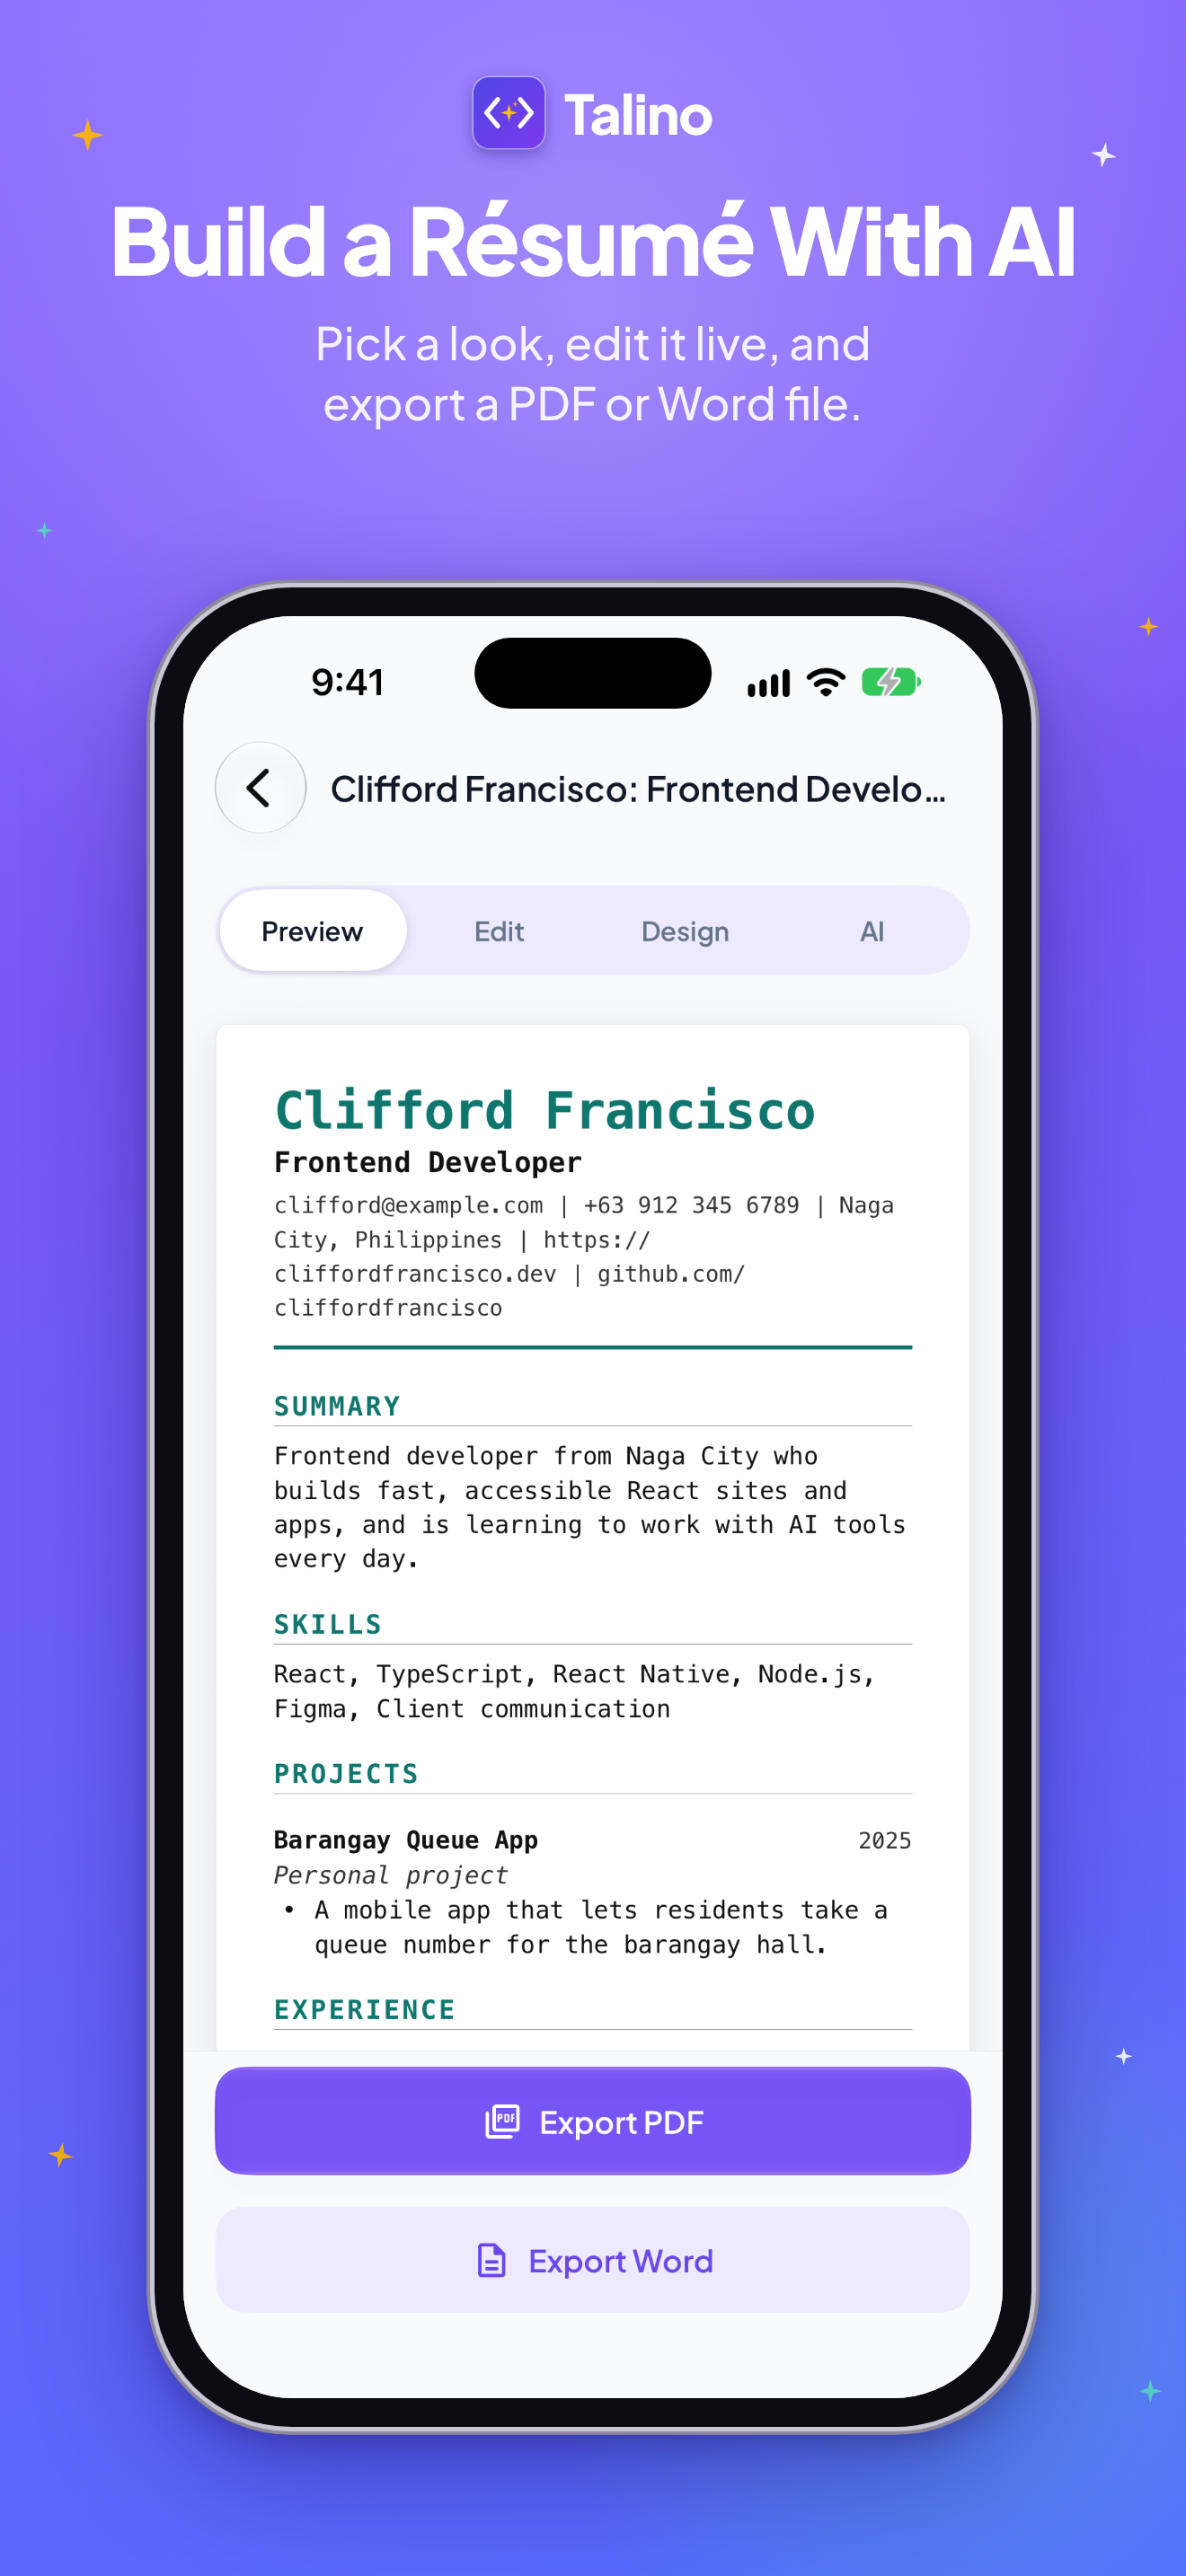 Talino
Build a Résumé With AI
Pick a look, edit it live, and
export a PDF or Word file.
9:41
Clifford Francisco: Frontend Develo...
Preview Edit Design AI
Clifford Francisco
Frontend Developer
clifford@example.com | +63 912 345 6789 | Naga
City, Philippines | https://
cliffordfrancisco.dev | github.com/
cliffordfrancisco
SUMMARY
Frontend developer from Naga City who
builds fast, accessible React sites and
apps, and is learning to work with AI tools
every day.
SKILLS
React, TypeScript, React Native, Node.js,
Figma, Client communication
PROJECTS
Barangay Queue App 2025
Personal project
• A mobile app that lets residents take a
queue number for the barangay hall.
EXPERIENCE
PDF Export PDF
Export Word